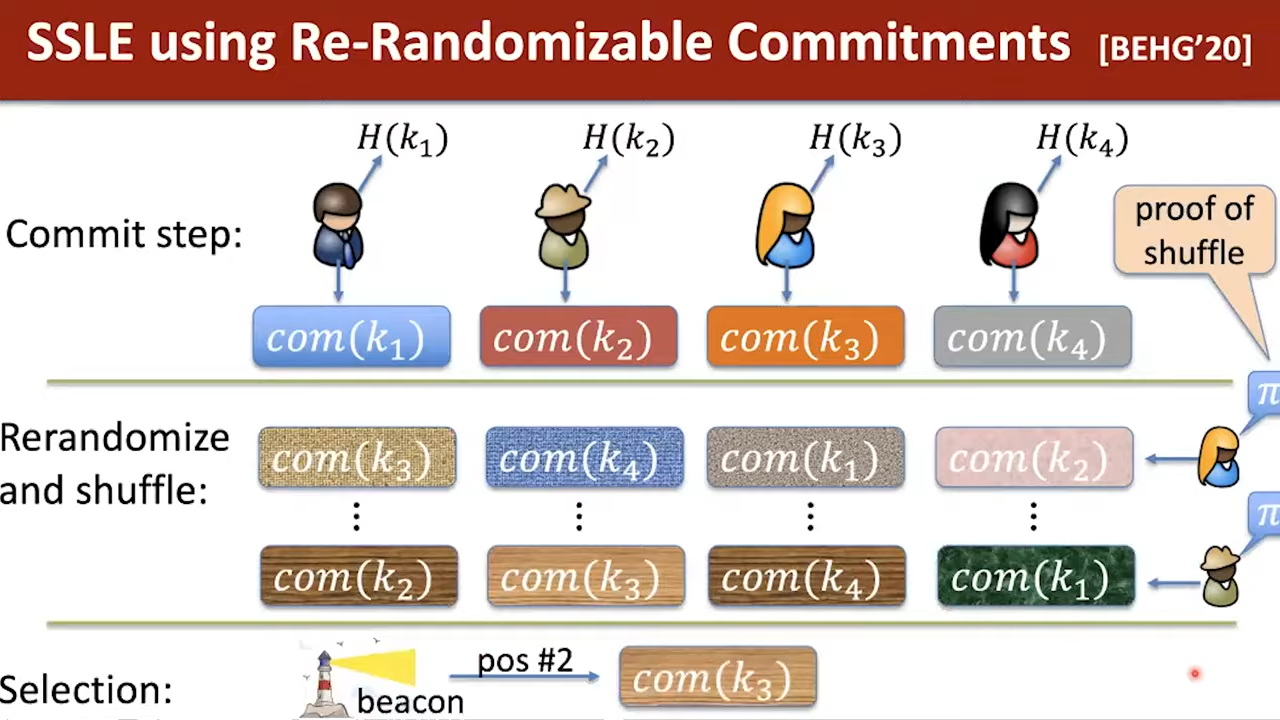 SSLE using Re-Randomizable Commitments [BEHG'20]
H(k₁) H(k₂) H(k₃) H(k₄)
proof of
shuffle
Commit step:
com(k₁) com(k₂) com(k₃) com(k₄)
π
Rerandomize
and shuffle:
com(k₃) com(k₄) com(k₁) com(k₂)
π
com(k₂) com(k₃) com(k₄) com(k₁)
Selection:
beacon
pos #2
com(k₃)